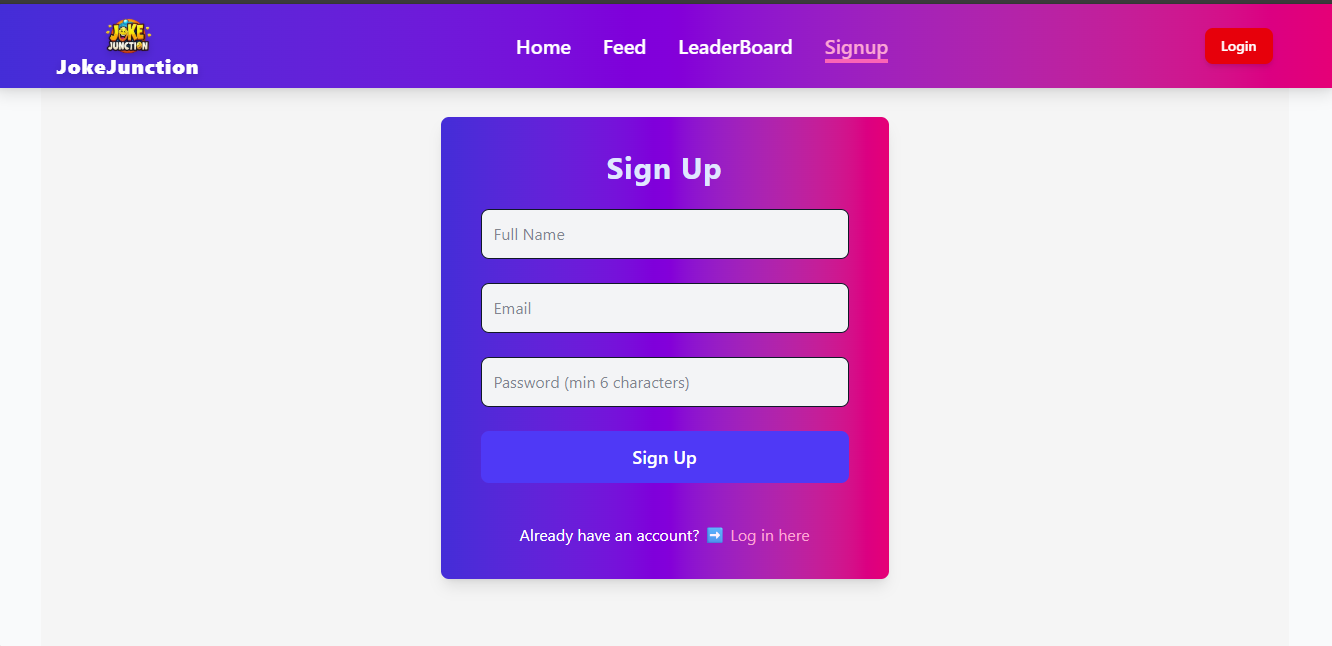 JOKE
JUNCTION
JokeJunction
Home Feed LeaderBoard Signup
Login
Sign Up
Full Name
Email
Password (min 6 characters)
Sign Up
Already have an account? ➡️ Log in here